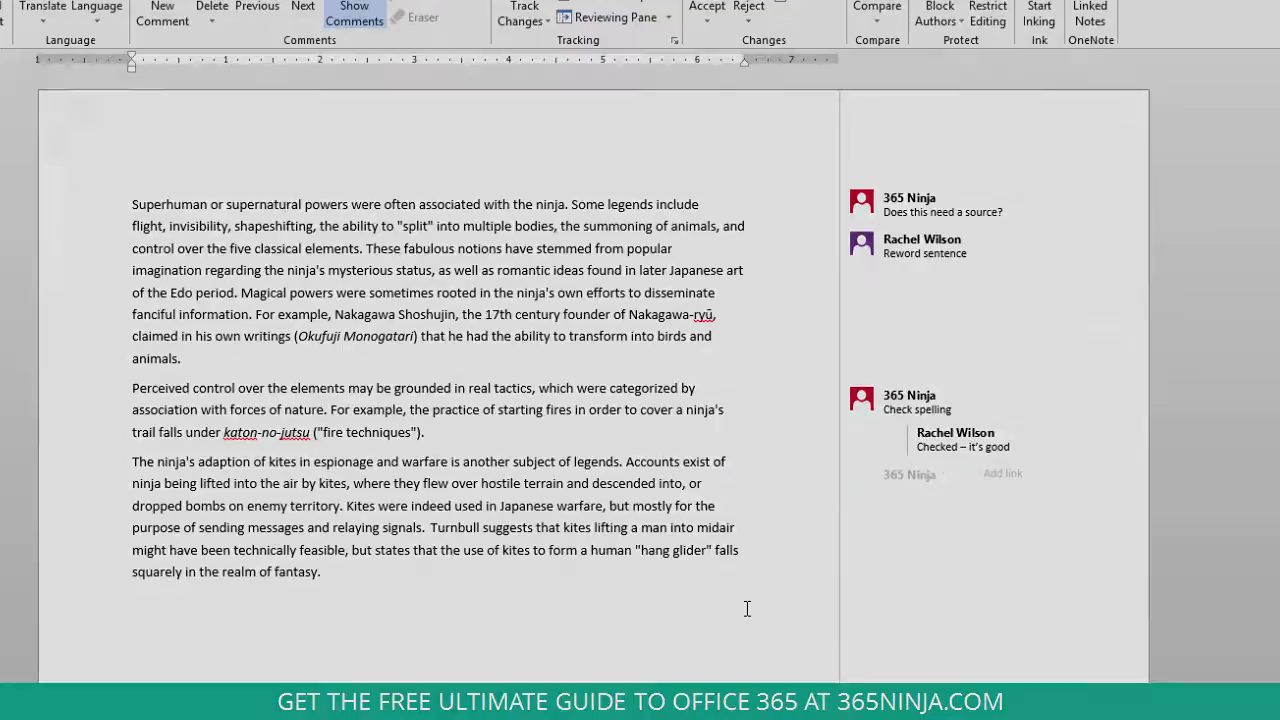 Translate Language
Language
New
Comment
Delete
Previous
Next
Show
Comments
Eraser
Comments
Track
Changes
Reviewing Pane
Tracking
Accept
Reject
Changes
Compare
Compare
Block
Authors
Restrict
Editing
Protect
Start
Inking
Ink
Linked
Notes
OneNote
1 1 2 3 4 5 6 7
Superhuman or supernatural powers were often associated with the ninja. Some legends include
flight, invisibility, shapeshifting, the ability to "split" into multiple bodies, the summoning of animals, and
control over the five classical elements. These fabulous notions have stemmed from popular
imagination regarding the ninja's mysterious status, as well as romantic ideas found in later Japanese art
of the Edo period. Magical powers were sometimes rooted in the ninja's own efforts to disseminate
fanciful information. For example, Nakagawa Shoshujin, the 17th century founder of Nakagawa-ryū,
claimed in his own writings (Okufuji Monogatari) that he had the ability to transform into birds and
animals.
Perceived control over the elements may be grounded in real tactics, which were categorized by
association with forces of nature. For example, the practice of starting fires in order to cover a ninja's
trail falls under katon-no-jutsu ("fire techniques").
The ninja's adaption of kites in espionage and warfare is another subject of legends. Accounts exist of
ninja being lifted into the air by kites, where they flew over hostile terrain and descended into, or
dropped bombs on enemy territory. Kites were indeed used in Japanese warfare, but mostly for the
purpose of sending messages and relaying signals. Turnbull suggests that kites lifting a man into midair
might have been technically feasible, but states that the use of kites to form a human "hang glider" falls
squarely in the realm of fantasy.
365 Ninja
Does this need a source?
Rachel Wilson
Reword sentence
365 Ninja
Check spelling
Rachel Wilson
Checked – it's good
365 Ninja Add link
GET THE FREE ULTIMATE GUIDE TO OFFICE 365 AT 365NINJA.COM